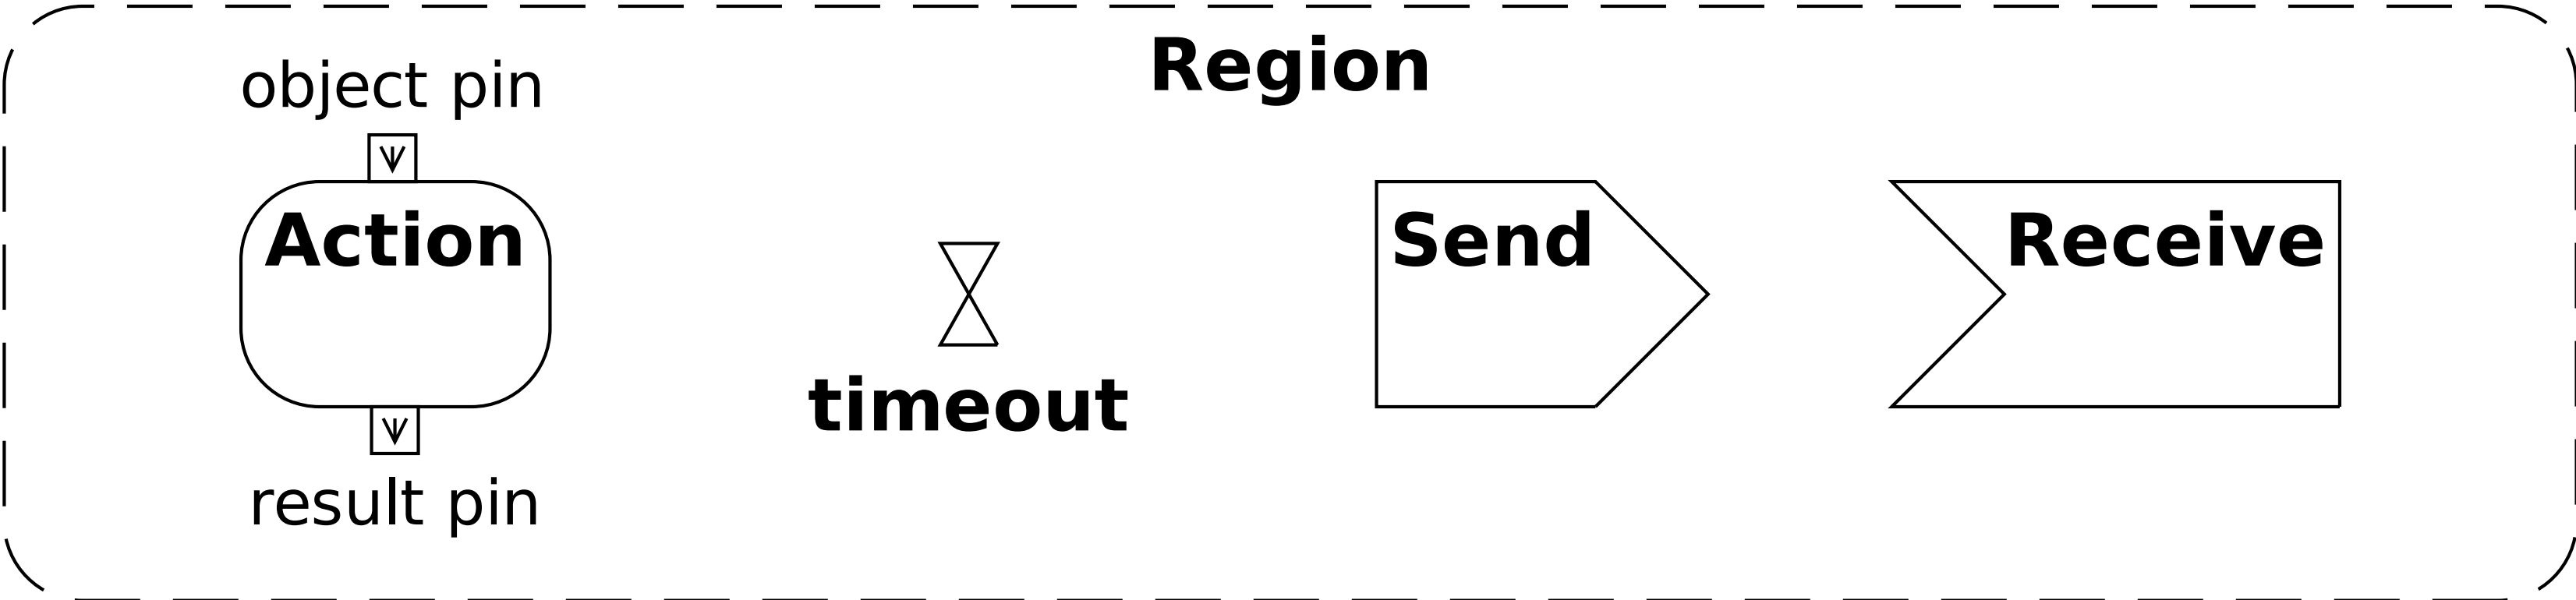 Region
object pin
Action
result pin
timeout
Send
Receive